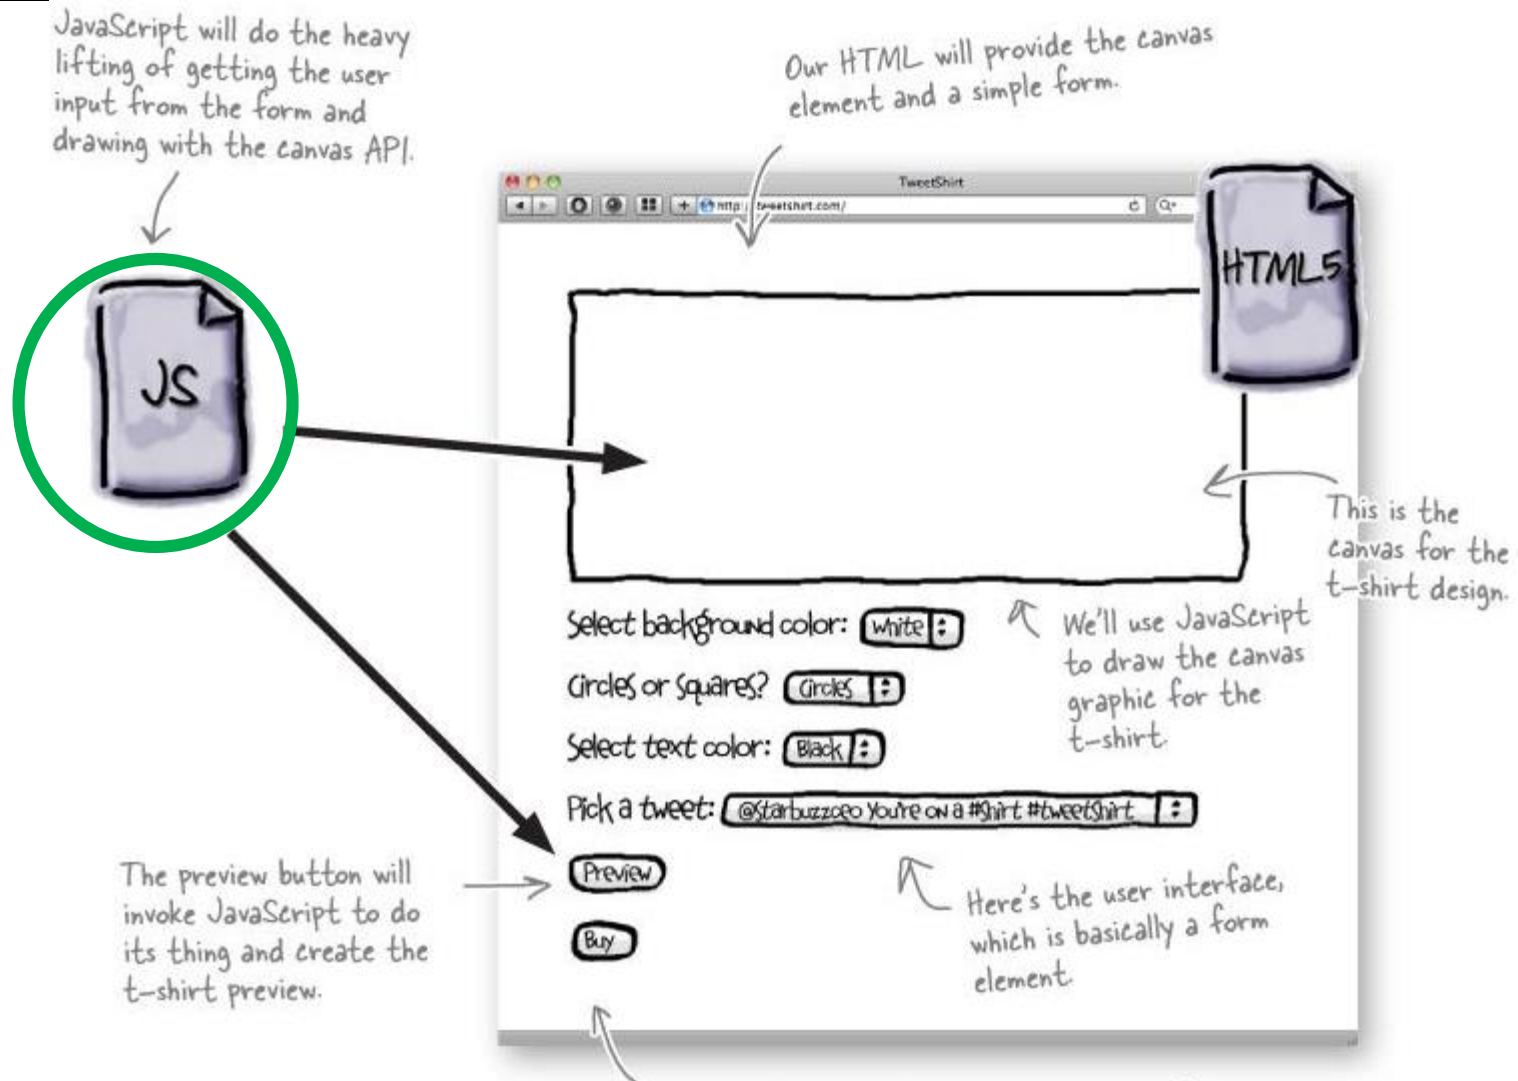 JavaScript will do the heavy
lifting of getting the user
input from the form and
drawing with the canvas API.
Our HTML will provide the canvas
element and a simple form.
TweetShirt
tweetshirt.com/
HTML5
JS
This is the
canvas for the
t-shirt design.
Select background color: White
We'll use JavaScript
to draw the canvas
graphic for the
t-shirt.
Circles or squares? Circles
Select text color: Black
Pick a tweet: @starbuzzceo You're on a #shirt #tweetshirt
Preview
The preview button will
invoke JavaScript to do
its thing and create the
t-shirt preview.
Here's the user interface,
which is basically a form
element.
Buy